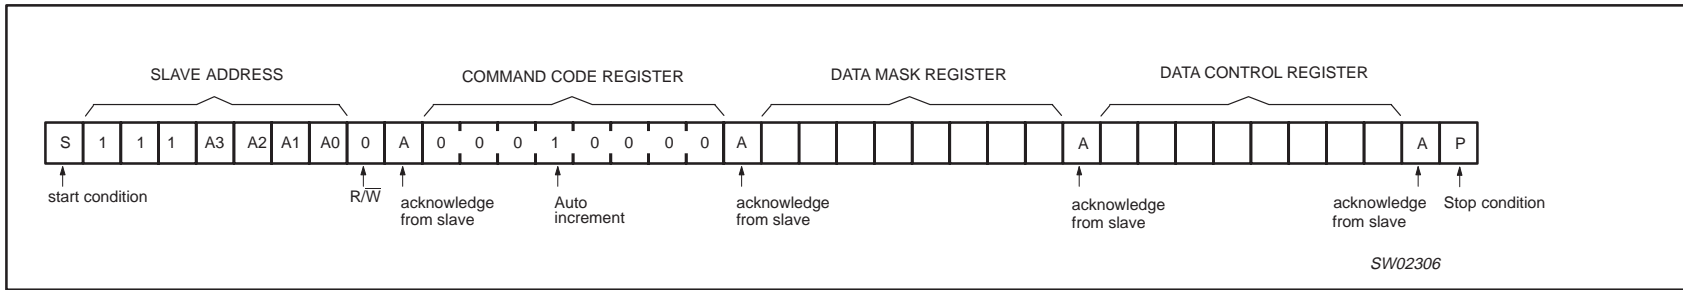 SLAVE ADDRESS COMMAND CODE REGISTER DATA MASK REGISTER DATA CONTROL REGISTER
S 1 1 1 A3 A2 A1 A0 0 A 0 0 0 1 0 0 0 0 A A A P
start condition R/W̅ acknowledge from slave Auto increment acknowledge from slave acknowledge from slave acknowledge from slave Stop condition
SW02306